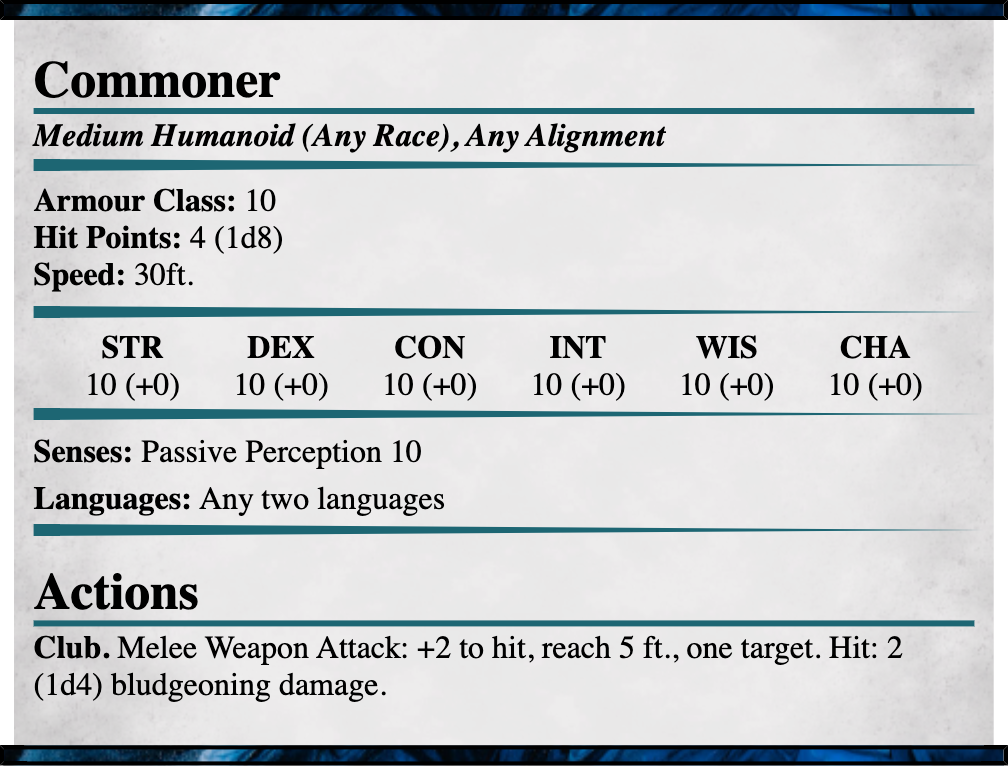 Commoner
Medium Humanoid (Any Race), Any Alignment
Armour Class: 10
Hit Points: 4 (1d8)
Speed: 30ft.
STR DEX CON INT WIS CHA
10 (+0) 10 (+0) 10 (+0) 10 (+0) 10 (+0) 10 (+0)
Senses: Passive Perception 10
Languages: Any two languages
Actions
Club. Melee Weapon Attack: +2 to hit, reach 5 ft., one target. Hit: 2
(1d4) bludgeoning damage.